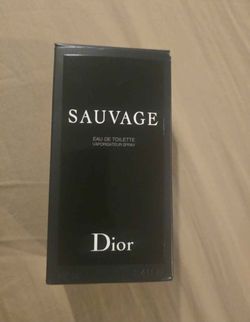 SAUVAGE
EAU DE TOILETTE
VAPORISATEUR SPRAY
Dior